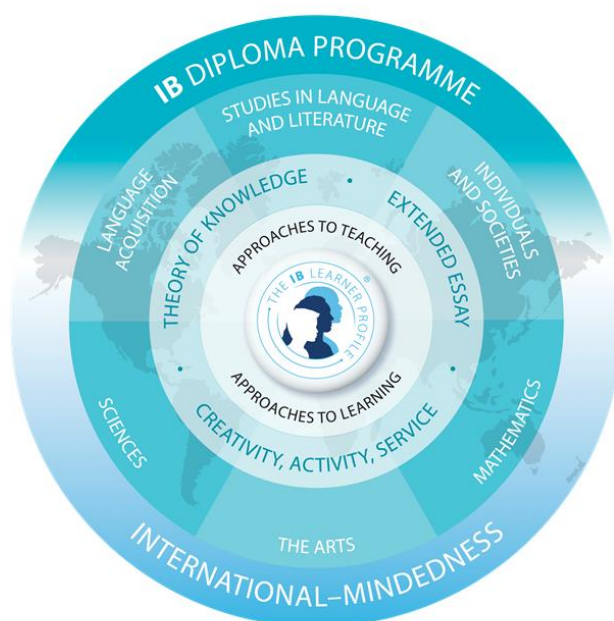 IB DIPLOMA PROGRAMME
STUDIES IN LANGUAGE
AND LITERATURE
LANGUAGE
ACQUISITION
INDIVIDUALS
AND SOCIETIES
THEORY OF KNOWLEDGE
•
EXTENDED ESSAY
•
APPROACHES TO TEACHING
THE IB LEARNER PROFILE
®
APPROACHES TO LEARNING
•
CREATIVITY, ACTIVITY, SERVICE
SCIENCES
MATHEMATICS
THE ARTS
INTERNATIONAL–MINDEDNESS